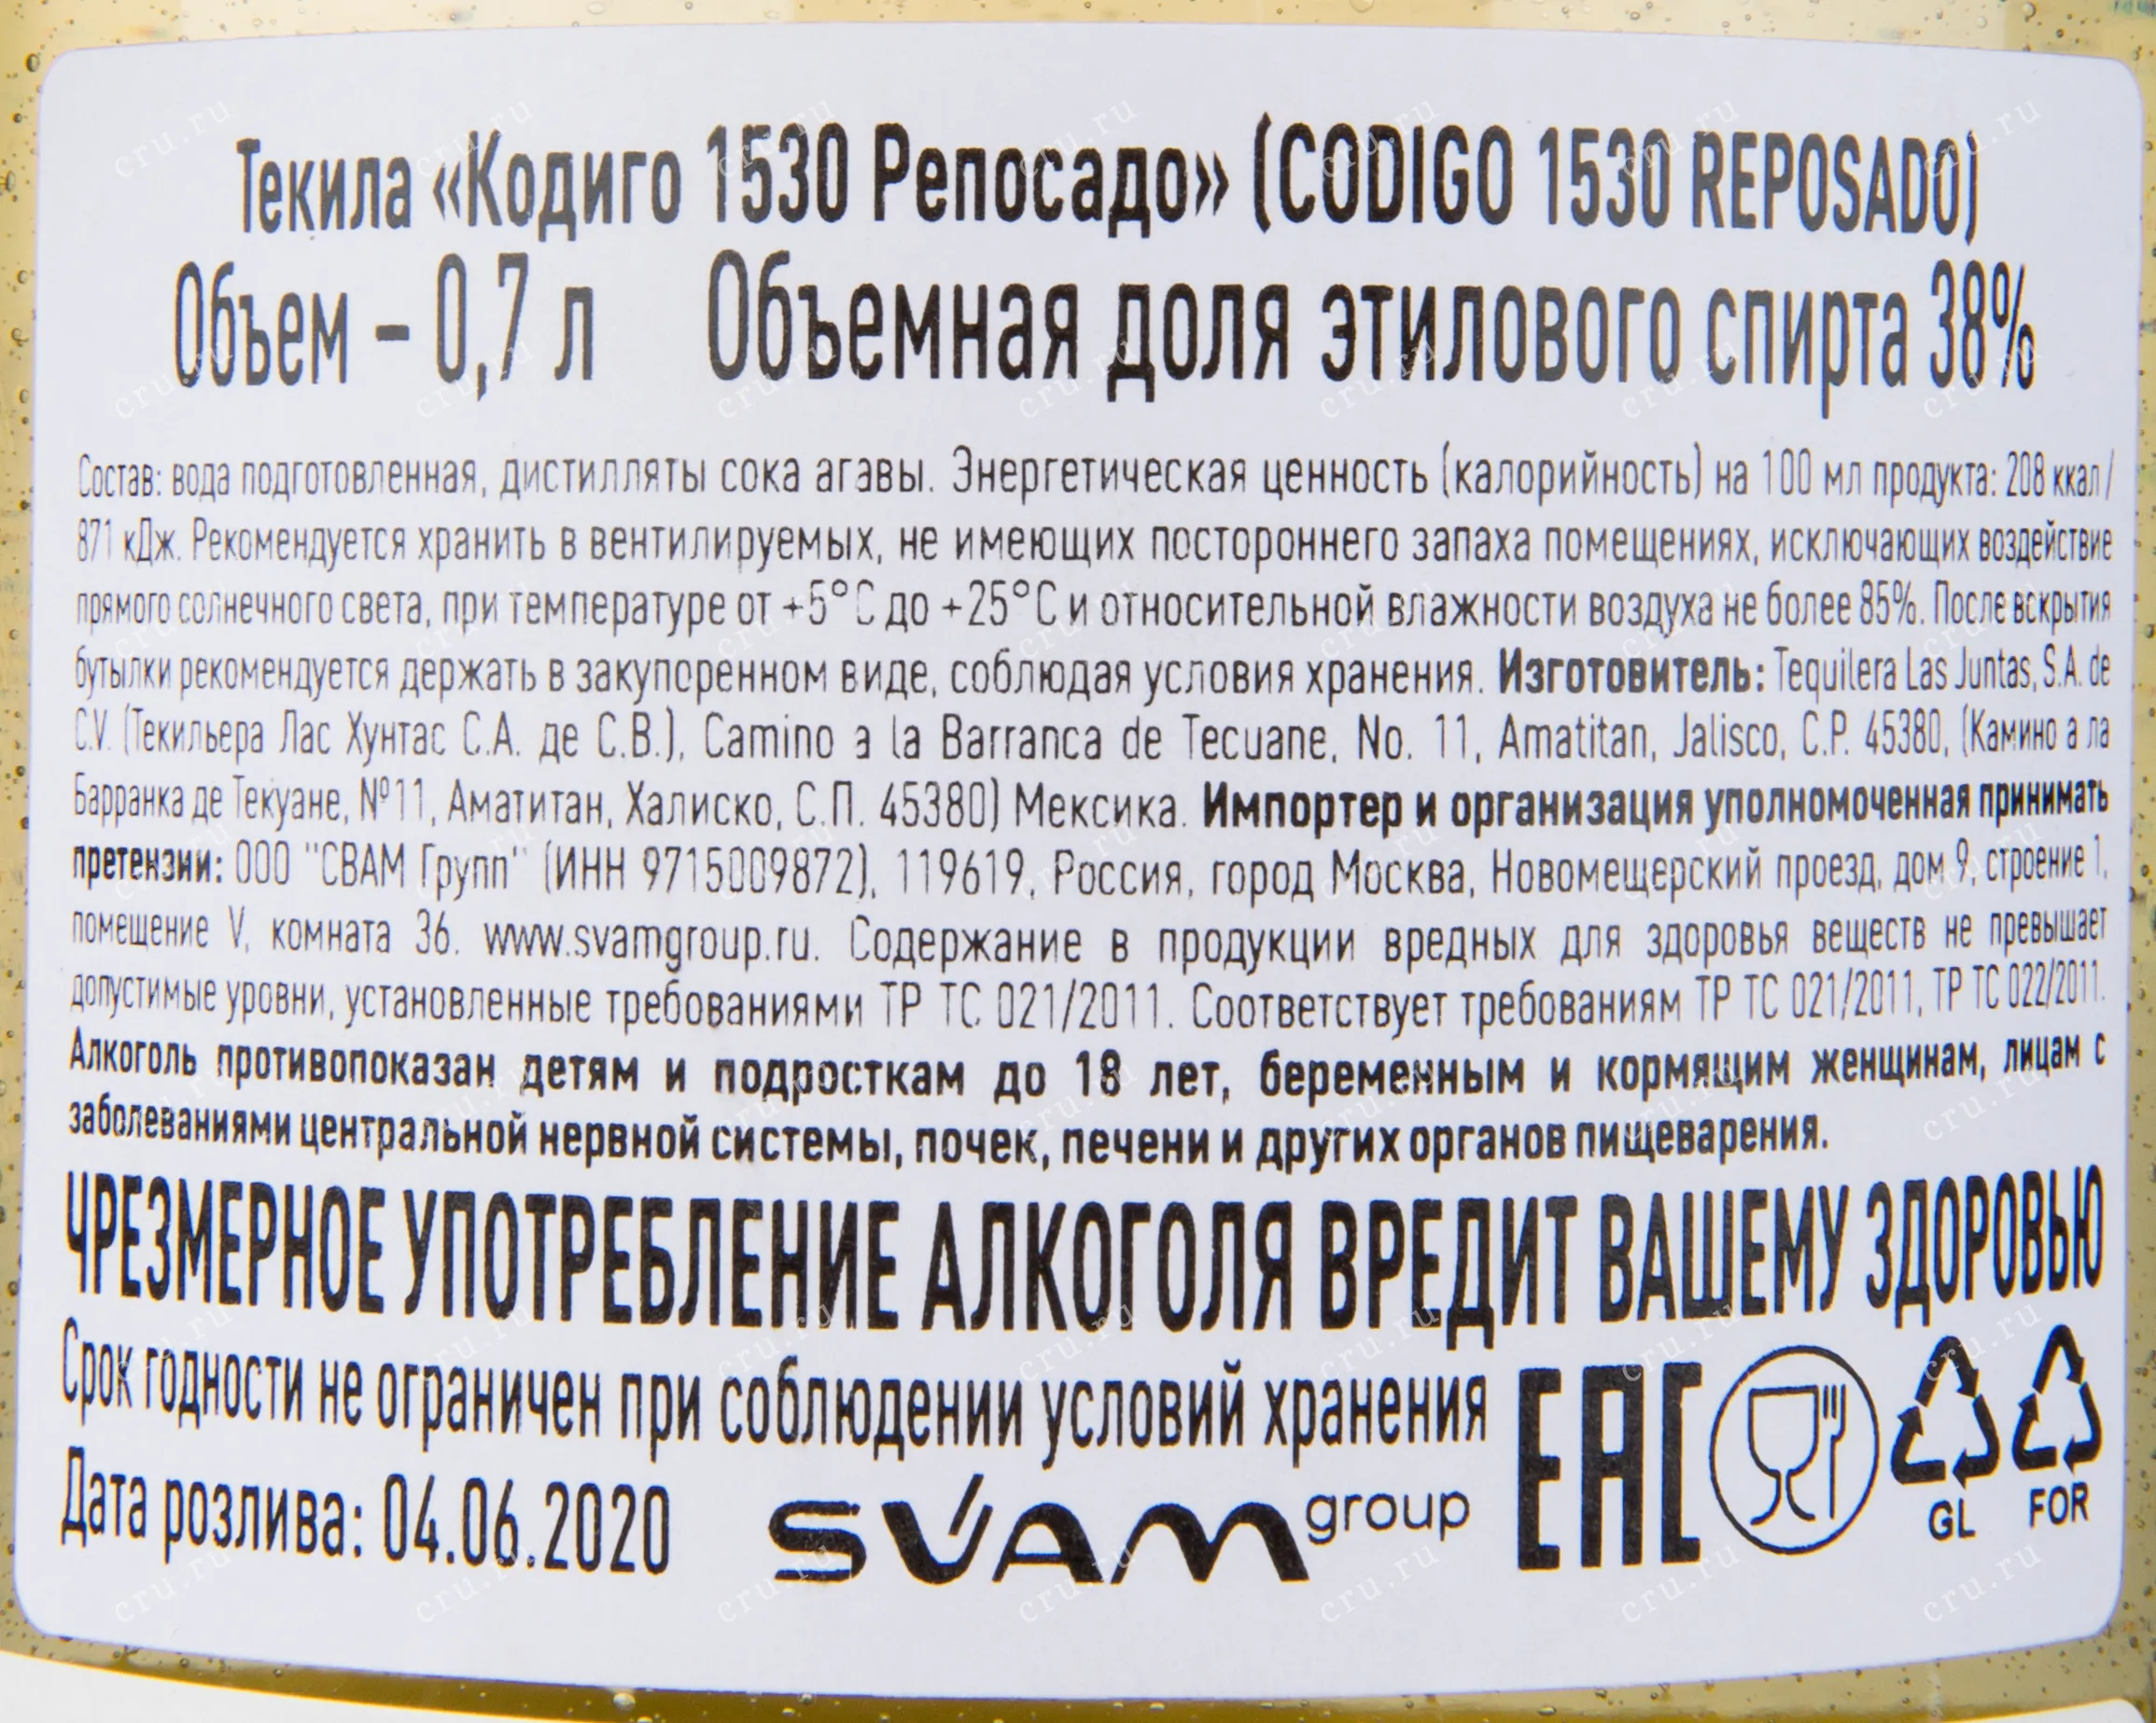 Текила «Кодиго 1530 Репосадо» (CODIGO 1530 REPOSADO)
Объем – 0,7 л Объемная доля этилового спирта 38%
Состав: вода подготовленная, дистилляты сока агавы. Энергетическая ценность (калорийность) на 100 мл продукта: 208 ккал /
871 кДж. Рекомендуется хранить в вентилируемых, не имеющих постороннего запаха помещениях, исключающих воздействие
прямого солнечного света, при температуре от +5°С до +25°С и относительной влажности воздуха не более 85%. После вскрытия
бутылки рекомендуется держать в закупоренном виде, соблюдая условия хранения. Изготовитель: Tequilera Las Juntas, S.A. de
C.V. (Текильера Лас Хунтас С.А. де С.В.), Camino a la Barranca de Tecuane, No. 11, Amatitan, Jalisco, C.P. 45380, (Камино а ла
Барранка де Текуане, №11, Аматитан, Халиско, С.П. 45380) Мексика. Импортер и организация уполномоченная принимать
претензии: ООО "СВАМ Групп" (ИНН 9715009872), 119619, Россия, город Москва, Новомещерский проезд, дом 9, строение 1,
помещение V, комната 36. www.svamgroup.ru. Содержание в продукции вредных для здоровья веществ не превышает
допустимые уровни, установленные требованиями ТР ТС 021/2011. Соответствует требованиям ТР ТС 021/2011, ТР ТС 022/2011.
Алкоголь противопоказан детям и подросткам до 18 лет, беременным и кормящим женщинам, лицам с
заболеваниями центральной нервной системы, почек, печени и других органов пищеварения.
ЧРЕЗМЕРНОЕ УПОТРЕБЛЕНИЕ АЛКОГОЛЯ ВРЕДИТ ВАШЕМУ ЗДОРОВЬЮ
Срок годности не ограничен при соблюдении условий хранения
EAC
GL FOR
Дата розлива: 04.06.2020
SVAM group
cru.ru